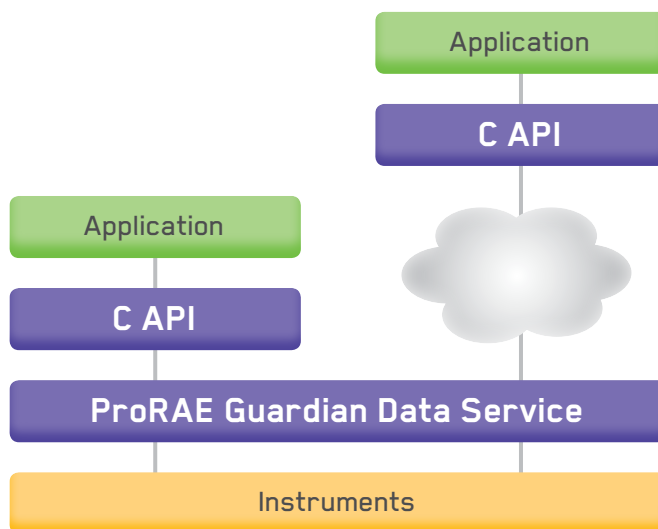 Application
C API
Application
C API
ProRAE Guardian Data Service
Instruments